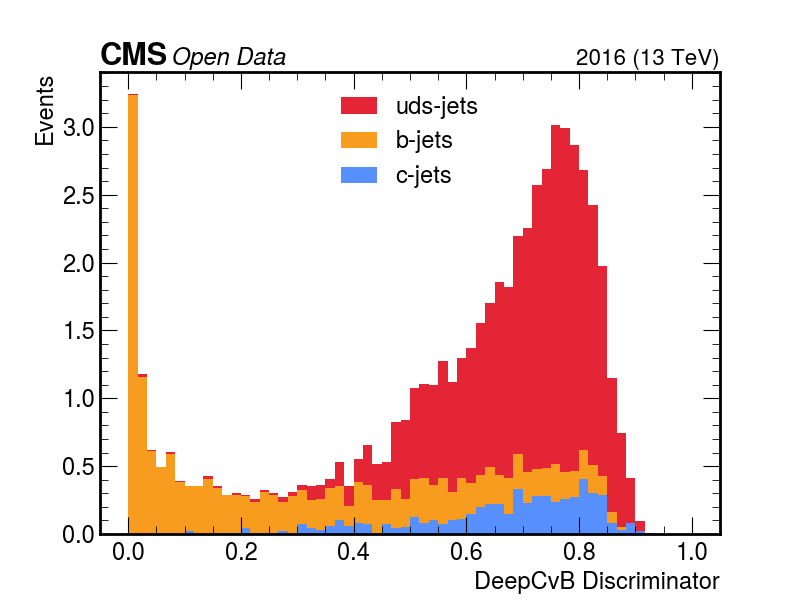 CMS Open Data 2016 (13 TeV)
Events
uds-jets
b-jets
c-jets
3.0
2.5
2.0
1.5
1.0
0.5
0.0
0.0 0.2 0.4 0.6 0.8 1.0
DeepCvB Discriminator